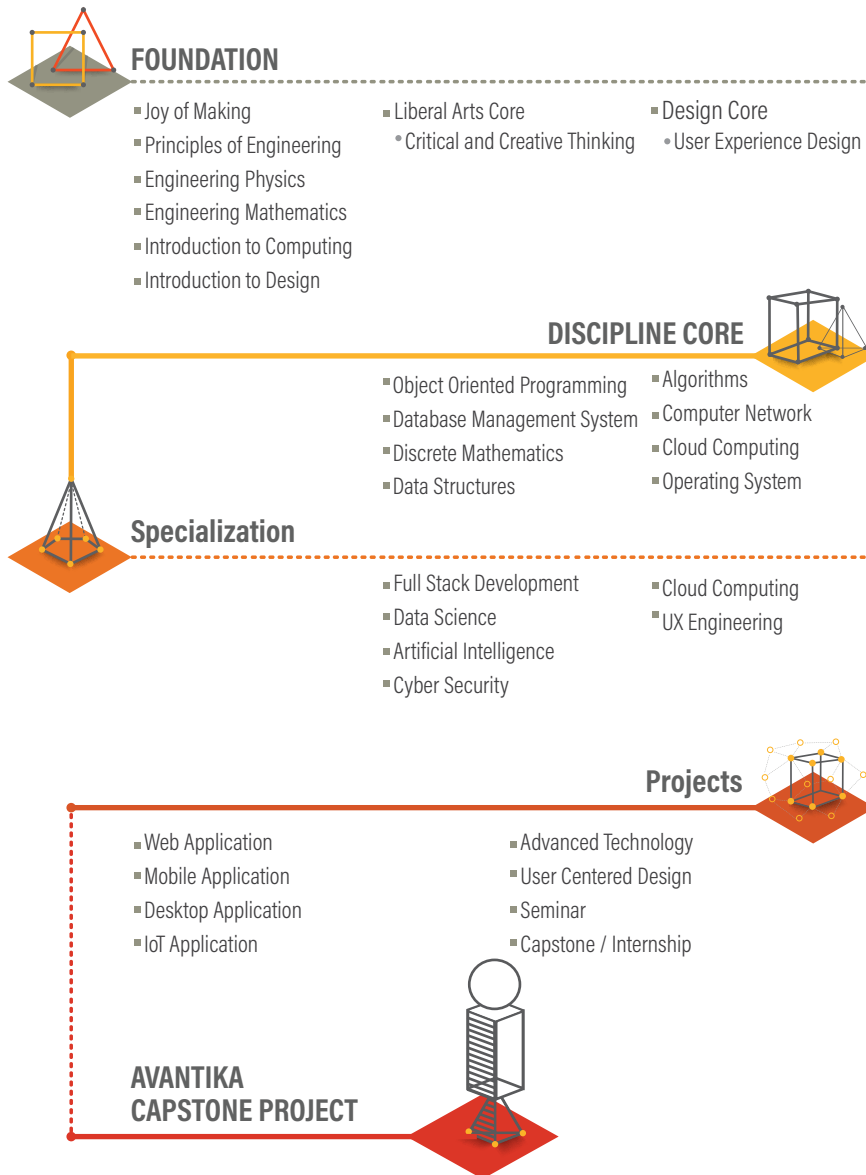 FOUNDATION
Joy of Making
Principles of Engineering
Engineering Physics
Engineering Mathematics
Introduction to Computing
Introduction to Design
Liberal Arts Core
Critical and Creative Thinking
Design Core
User Experience Design
DISCIPLINE CORE
Object Oriented Programming
Database Management System
Discrete Mathematics
Data Structures
Algorithms
Computer Network
Cloud Computing
Operating System
Specialization
Full Stack Development
Data Science
Artificial Intelligence
Cyber Security
Cloud Computing
UX Engineering
Projects
Web Application
Mobile Application
Desktop Application
IoT Application
Advanced Technology
User Centered Design
Seminar
Capstone / Internship
AVANTIKA
CAPSTONE PROJECT